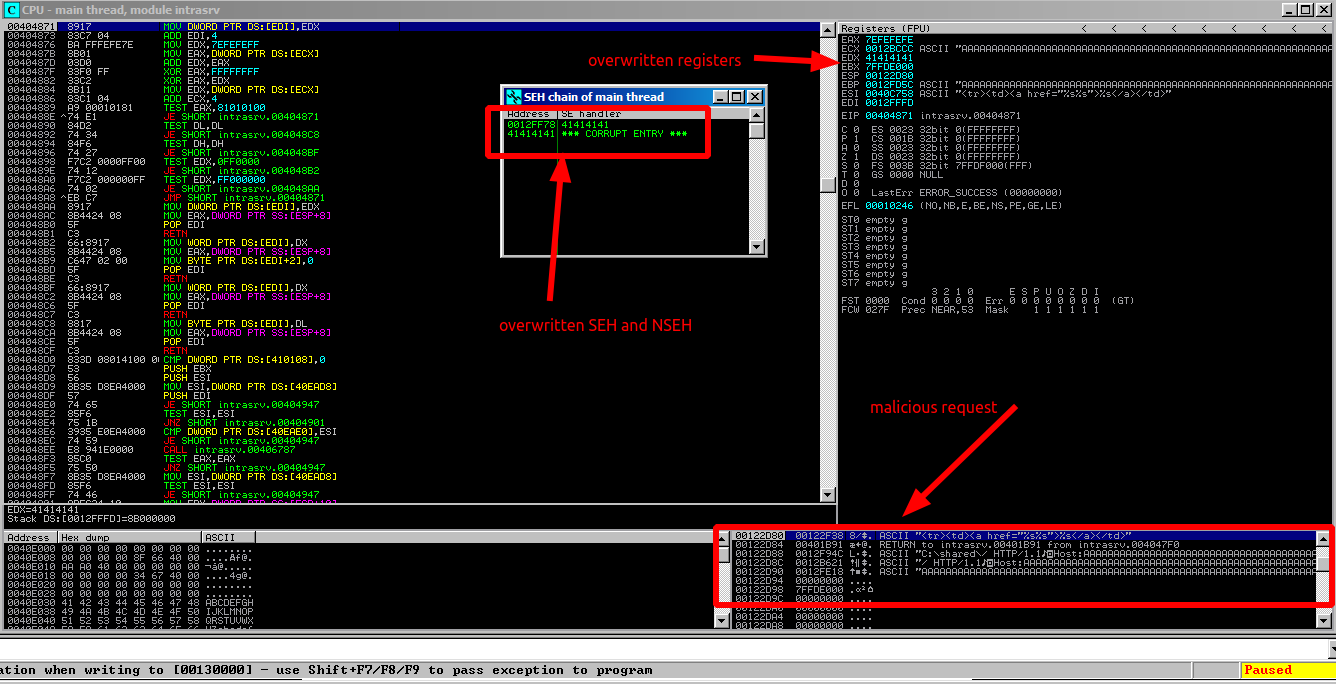 CPU - main thread, module intrasrv
00404871 8917 MOV DWORD PTR DS:[EDI],EDX
00404873 83C7 04 ADD EDI,4
00404876 BA FFFEFE7E MOV EDX,7EFEFEFF
0040487B 8B01 MOV EAX,DWORD PTR DS:[ECX]
0040487D 03D0 ADD EDX,EAX
0040487F 83F0 FF XOR EAX,FFFFFFFF
00404882 33C2 XOR EAX,EDX
00404884 8B11 MOV EDX,DWORD PTR DS:[ECX]
00404886 83C1 04 ADD ECX,4
00404889 A9 00010181 TEST EAX,81010100
0040488E ^74 E1 JE SHORT intrasrv.00404871
00404890 84D2 TEST DL,DL
00404892 74 34 JE SHORT intrasrv.004048C8
00404894 84F6 TEST DH,DH
00404896 74 27 JE SHORT intrasrv.004048BF
00404898 F7C2 0000FF00 TEST EDX,0FF0000
0040489E 74 12 JE SHORT intrasrv.004048B2
004048A0 F7C2 000000FF TEST EDX,FF000000
004048A6 74 02 JE SHORT intrasrv.004048AA
004048A8 ^EB C7 JMP SHORT intrasrv.00404871
004048AA 8917 MOV DWORD PTR DS:[EDI],EDX
004048AC 8B4424 08 MOV EAX,DWORD PTR SS:[ESP+8]
004048B0 5F POP EDI
004048B1 C3 RETN
004048B2 66:8917 MOV WORD PTR DS:[EDI],DX
004048B5 8B4424 08 MOV EAX,DWORD PTR SS:[ESP+8]
004048B9 C647 02 00 MOV BYTE PTR DS:[EDI+2],0
004048BD 5F POP EDI
004048BE C3 RETN
004048BF 66:8917 MOV WORD PTR DS:[EDI],DX
004048C2 8B4424 08 MOV EAX,DWORD PTR SS:[ESP+8]
004048C6 5F POP EDI
004048C7 C3 RETN
004048C8 8817 MOV BYTE PTR DS:[EDI],DL
004048CA 8B4424 08 MOV EAX,DWORD PTR SS:[ESP+8]
004048CE 5F POP EDI
004048CF C3 RETN
004048D0 833D 08014100 0 CMP DWORD PTR DS:[410108],0
004048D7 53 PUSH EBX
004048D8 56 PUSH ESI
004048D9 8B35 D8EA4000 MOV ESI,DWORD PTR DS:[40EAD8]
004048DF 57 PUSH EDI
004048E0 74 65 JE SHORT intrasrv.00404947
004048E2 85F6 TEST ESI,ESI
004048E4 75 1B JNZ SHORT intrasrv.00404901
004048E6 3935 E0EA4000 CMP DWORD PTR DS:[40EAE0],ESI
004048EC 74 59 JE SHORT intrasrv.00404947
004048EE E8 941E0000 CALL intrasrv.00406787
004048F3 85C0 TEST EAX,EAX
004048F5 75 50 JNZ SHORT intrasrv.00404947
004048F7 8B35 D8EA4000 MOV ESI,DWORD PTR DS:[40EAD8]
004048FD 85F6 TEST ESI,ESI
004048FF 74 46 JE SHORT intrasrv.00404947
EDX=41414141
Stack DS:[0012FFFD]=8B000000
overwritten registers
SEH chain of main thread
Address SE handler
0012FF78 41414141
41414141 *** CORRUPT ENTRY ***
overwritten SEH and NSEH
Registers (FPU) < < < < < < < <
EAX 7EFEFEFE
ECX 0012BCCC ASCII "AAAAAAAAAAAAAAAAAAAAAAAAAAAAAAAAAAAAAAAAAAAAAAAAAAAAAA
EDX 41414141
EBX 7FFDE000
ESP 00122D80
EBP 0012FD5C ASCII "AAAAAAAAAAAAAAAAAAAAAAAAAAAAAAAAAAAAAAAAAAAAAAAAAAAAAA
ESI 0040C758 ASCII "<tr><td><a href="%s%s">%s</a></td>"
EDI 0012FFFD
EIP 00404871 intrasrv.00404871
C 0 ES 0023 32bit 0(FFFFFFFF)
P 1 CS 001B 32bit 0(FFFFFFFF)
A 0 SS 0023 32bit 0(FFFFFFFF)
Z 1 DS 0023 32bit 0(FFFFFFFF)
S 0 FS 003B 32bit 7FFDF000(FFF)
T 0 GS 0000 NULL
D 0
O 0 LastErr ERROR_SUCCESS (00000000)
EFL 00010246 (NO,NB,E,BE,NS,PE,GE,LE)
ST0 empty g
ST1 empty g
ST2 empty g
ST3 empty g
ST4 empty g
ST5 empty g
ST6 empty g
ST7 empty g
3 2 1 0 E S P U O Z D I
FST 0000 Cond 0 0 0 0 Err 0 0 0 0 0 0 0 0 (GT)
FCW 027F Prec NEAR,53 Mask 1 1 1 1 1 1
malicious request
Address Hex dump ASCII
0040E008 00 00 00 00 8F 66 40 00
0040E010 AA A0 40 00 00 00 00 00
0040E018 00 00 00 00 34 67 40 00 ....4g@.
0040E020 00 00 00 00 00 00 00 00 ........
0040E028 00 00 00 00 00 00 00 00 ........
0040E030 41 42 43 44 45 46 47 48 ABCDEFGH
0040E038 49 4A 4B 4C 4D 4E 4F 50 IJKLMNOP
0040E040 51 52 53 54 55 56 57 58 QRSTUVWX
00122D80 00122F38 8/$. ASCII "<tr><td><a href="%s%s">%s</a></td>"
00122D84 00401B91 RETURN to intrasrv.00401B91 from intrasrv.004047F0
00122D88 0012F94C ASCII "C:\shared\/ HTTP/1.1 Host:AAAAAAAAAAAAAAAAAAAAAAAAAAAAAAAAAAAAAA
00122D8C 0012B621 ASCII "/ HTTP/1.1 Host:AAAAAAAAAAAAAAAAAAAAAAAAAAAAAAAAAAAAAAAAAAAAAAAA
00122D90 0012FE18 ASCII "AAAAAAAAAAAAAAAAAAAAAAAAAAAAAAAAAAAAAAAAAAAAAAAAAAAAAAAAAAAAAAAA
00122D94 00000000 ....
00122D98 7FFDE000
00122D9C 00000000 ....
00122DA4 00000000 ....
00122DA8 00000000 ....
ation when writing to [00130000] - use Shift+F7/F8/F9 to pass exception to program
Paused